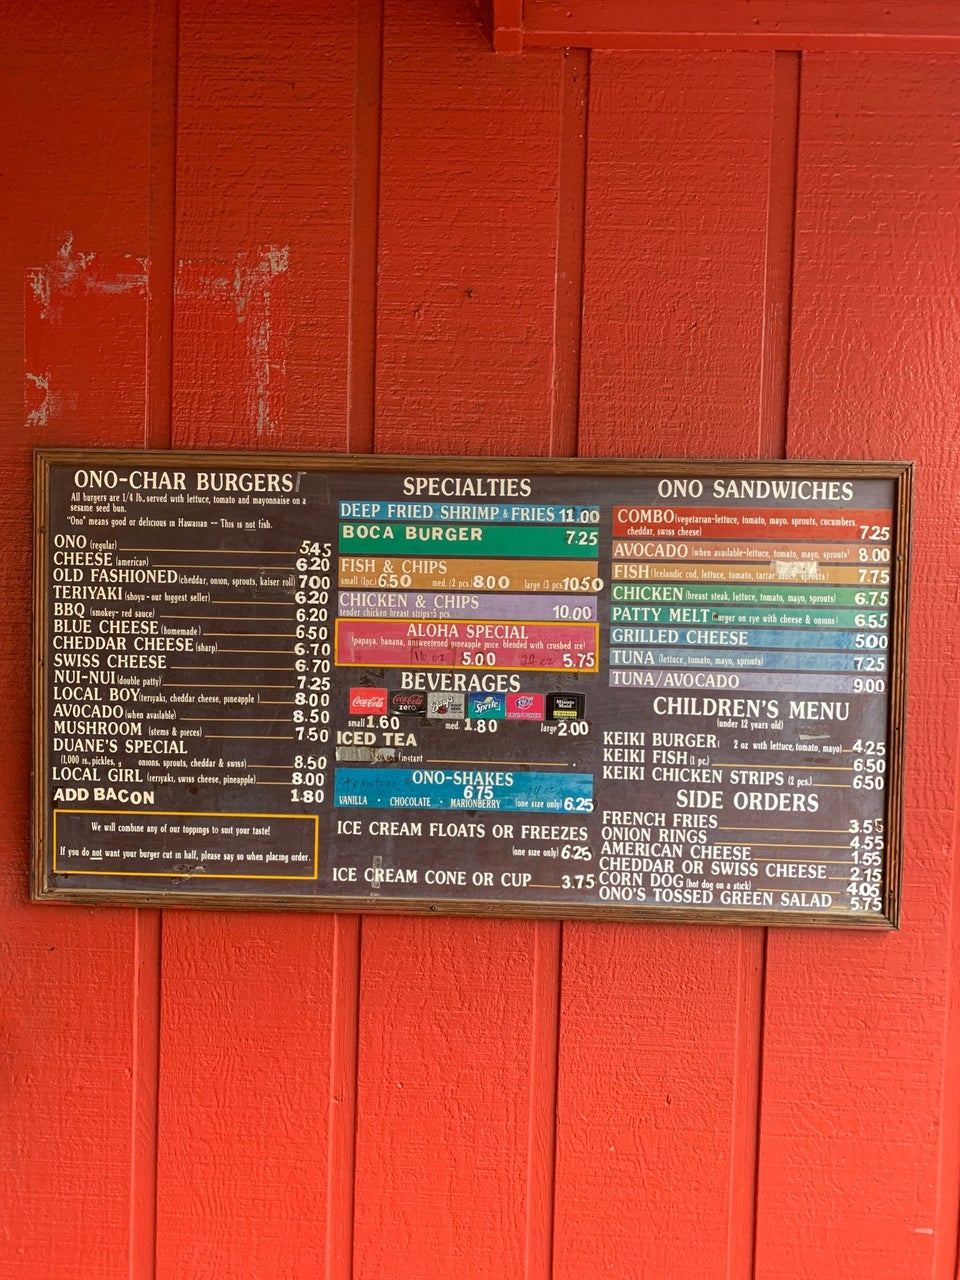 ONO-CHAR BURGERS
All burgers are 1/4 lb, served with lettuce, tomato and mayonnaise on a
sesame seed bun.
"Ono" means good or delicious in Hawaiian -- This is not fish.
ONO (regular) 5.45
CHEESE (american) 6.20
OLD FASHIONED (cheddar, onion, sprouts, kaiser roll) 7.00
TERIYAKI (shoyu - our biggest seller) 6.20
BBQ (smokey- red sauce) 6.20
BLUE CHEESE (homemade) 6.50
CHEDDAR CHEESE (sharp) 6.70
SWISS CHEESE 6.70
NUI-NUI (double patty) 7.25
LOCAL BOY (teriyaki, cheddar cheese, pineapple) 8.00
AVOCADO (when available) 8.50
MUSHROOM (stems & pieces) 7.50
DUANE'S SPECIAL
(1,000 is., pickles, onions, sprouts, cheddar & swiss) 8.50
LOCAL GIRL (teriyaki, swiss cheese, pineapple) 8.00
ADD BACON 1.80
We will combine any of our toppings to suit your taste!
If you do not want your burger cut in half, please say so when placing order.
SPECIALTIES
DEEP FRIED SHRIMP & FRIES 11.00
BOCA BURGER 7.25
FISH & CHIPS
small (1pc.) 6.50 med. (2 pcs.) 8.00 large (3 pcs 10.50
CHICKEN & CHIPS
tender chicken breast strips-5 pcs. 10.00
ALOHA SPECIAL
(papaya, banana, unsweetened pineapple juice, blended with crushed ice)
16 oz 5.00 24 oz 5.75
BEVERAGES
Coca-Cola
Coca-Cola zero
Barq's
Sprite
Minute Maid
small 1.60 med. 1.80 large 2.00
ICED TEA
instant
ONO-SHAKES
6.75
VANILLA • CHOCOLATE • MARIONBERRY (one size only) 6.25
ICE CREAM FLOATS OR FREEZES
(one size only) 6.25
ICE CREAM CONE OR CUP 3.75
ONO SANDWICHES
COMBO (vegetarian-lettuce, tomato, mayo, sprouts, cucumbers,
cheddar, swiss cheese) 7.25
AVOCADO (when available-lettuce, tomato, mayo, sprouts) 8.00
FISH (Icelandic cod, lettuce, tomato, tartar sauce, sprouts) 7.75
CHICKEN (breast steak, lettuce, tomato, mayo, sprouts) 6.75
PATTY MELT (burger on rye with cheese & onions) 6.55
GRILLED CHEESE 5.00
TUNA (lettuce, tomato, mayo, sprouts) 7.25
TUNA/AVOCADO 9.00
CHILDREN'S MENU
(under 12 years old)
KEIKI BURGER 2 oz with lettuce, tomato, mayo) 4.25
KEIKI FISH (1 pc.) 6.50
KEIKI CHICKEN STRIPS (2 pcs.) 6.50
SIDE ORDERS
FRENCH FRIES 3.55
ONION RINGS 4.55
AMERICAN CHEESE 1.55
CHEDDAR OR SWISS CHEESE 2.15
CORN DOG (hot dog on a stick) 4.05
ONO'S TOSSED GREEN SALAD 5.75